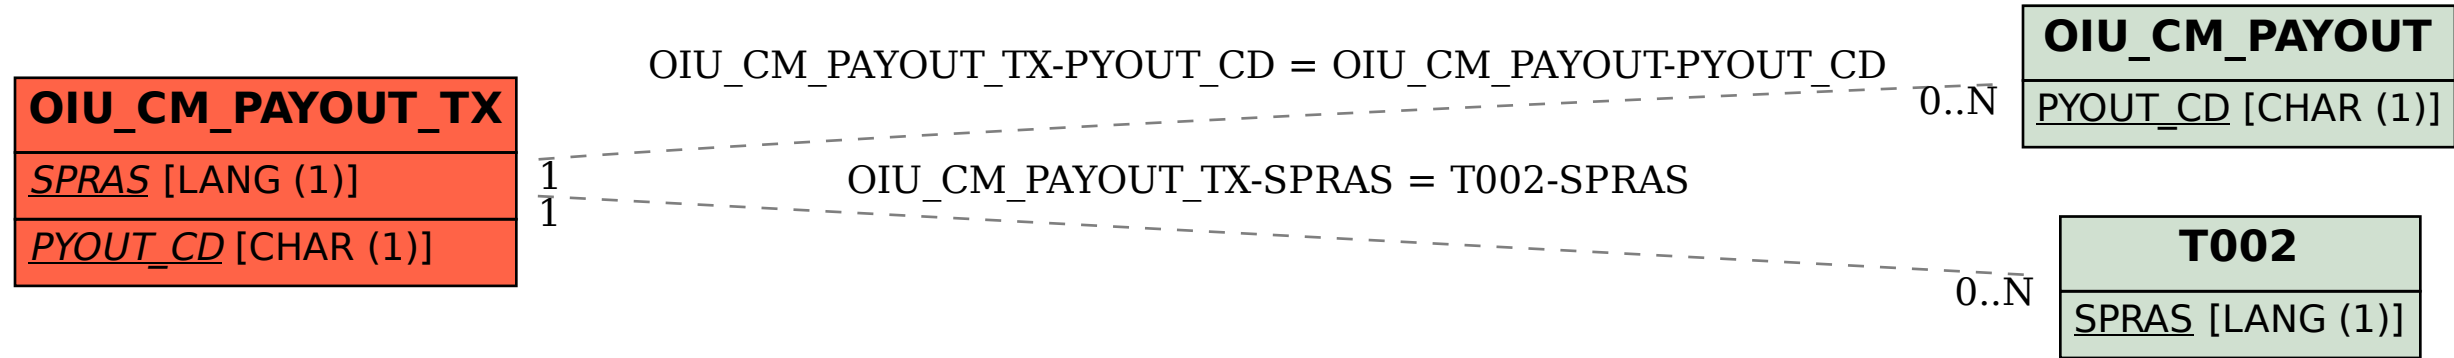 OIU_CM_PAYOUT_TX
SPRAS [LANG (1)]
PYOUT_CD [CHAR (1)]
OIU_CM_PAYOUT_TX-PYOUT_CD = OIU_CM_PAYOUT-PYOUT_CD
1
0..N
OIU_CM_PAYOUT_TX-SPRAS = T002-SPRAS
1
0..N
OIU_CM_PAYOUT
PYOUT_CD [CHAR (1)]
T002
SPRAS [LANG (1)]